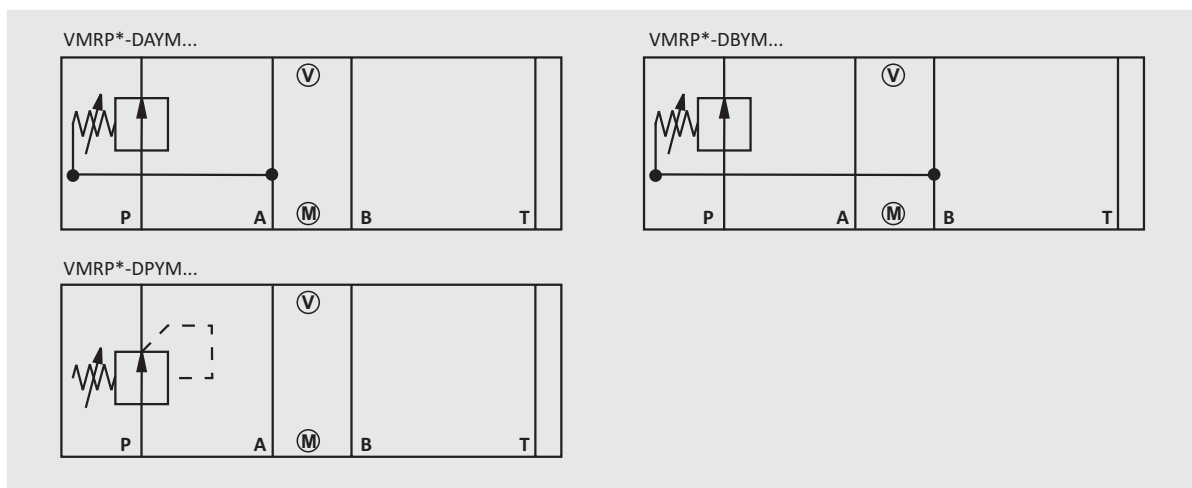 VMRP*-DAYM...
V
P A M B T
VMRP*-DBYM...
V
P A M B T
VMRP*-DPYM...
V
P A M B T